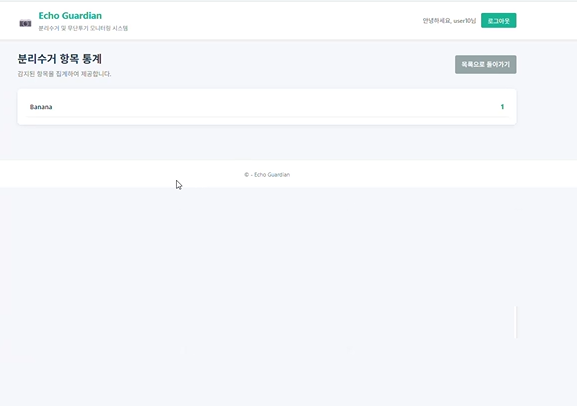 Echo Guardian
분리수거 및 무단투기 모니터링 시스템
안녕하세요, user10님
로그아웃
분리수거 항목 통계
감지된 항목을 집계하여 제공합니다.
목록으로 돌아가기
Banana 1
© - Echo Guardian